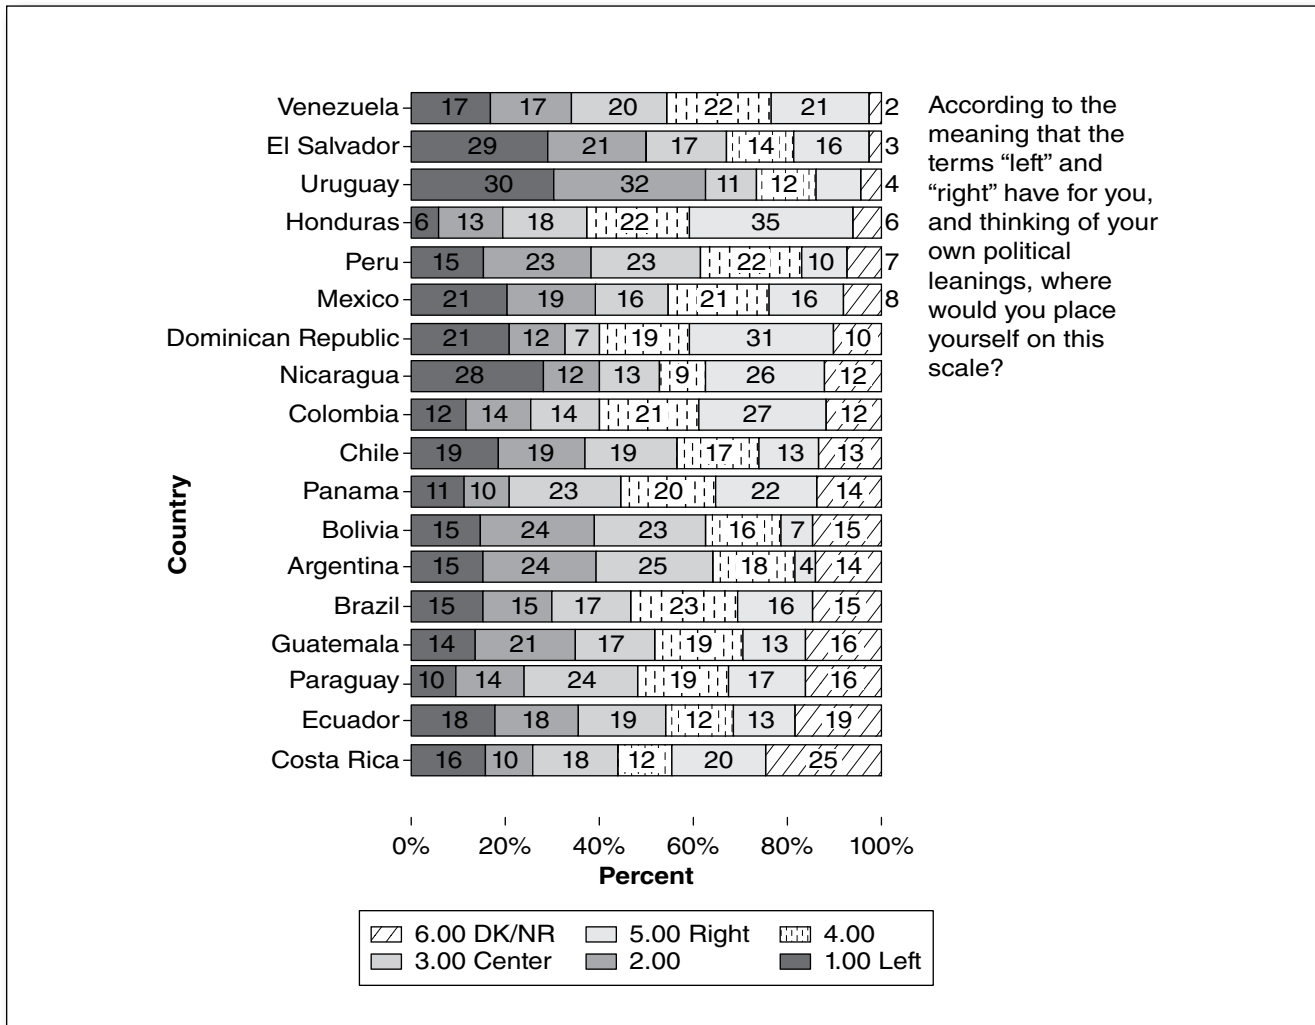 Venezuela 17 17 20 22 21 2
El Salvador 29 21 17 14 16 3
Uruguay 30 32 11 12 4
Honduras 6 13 18 22 35 6
Peru 15 23 23 22 10 7
Mexico 21 19 16 21 16 8
Dominican Republic 21 12 7 19 31 10
Nicaragua 28 12 13 9 26 12
Colombia 12 14 14 21 27 12
Chile 19 19 19 17 13 13
Panama 11 10 23 20 22 14
Bolivia 15 24 23 16 7 15
Argentina 15 24 25 18 4 14
Brazil 15 15 17 23 16 15
Guatemala 14 21 17 19 13 16
Paraguay 10 14 24 19 17 16
Ecuador 18 18 19 12 13 19
Costa Rica 16 10 18 12 20 25
Country
0% 20% 40% 60% 80% 100%
Percent
According to the
meaning that the
terms “left” and
“right” have for you,
and thinking of your
own political
leanings, where
would you place
yourself on this
scale?
6.00 DK/NR 5.00 Right 4.00
3.00 Center 2.00 1.00 Left